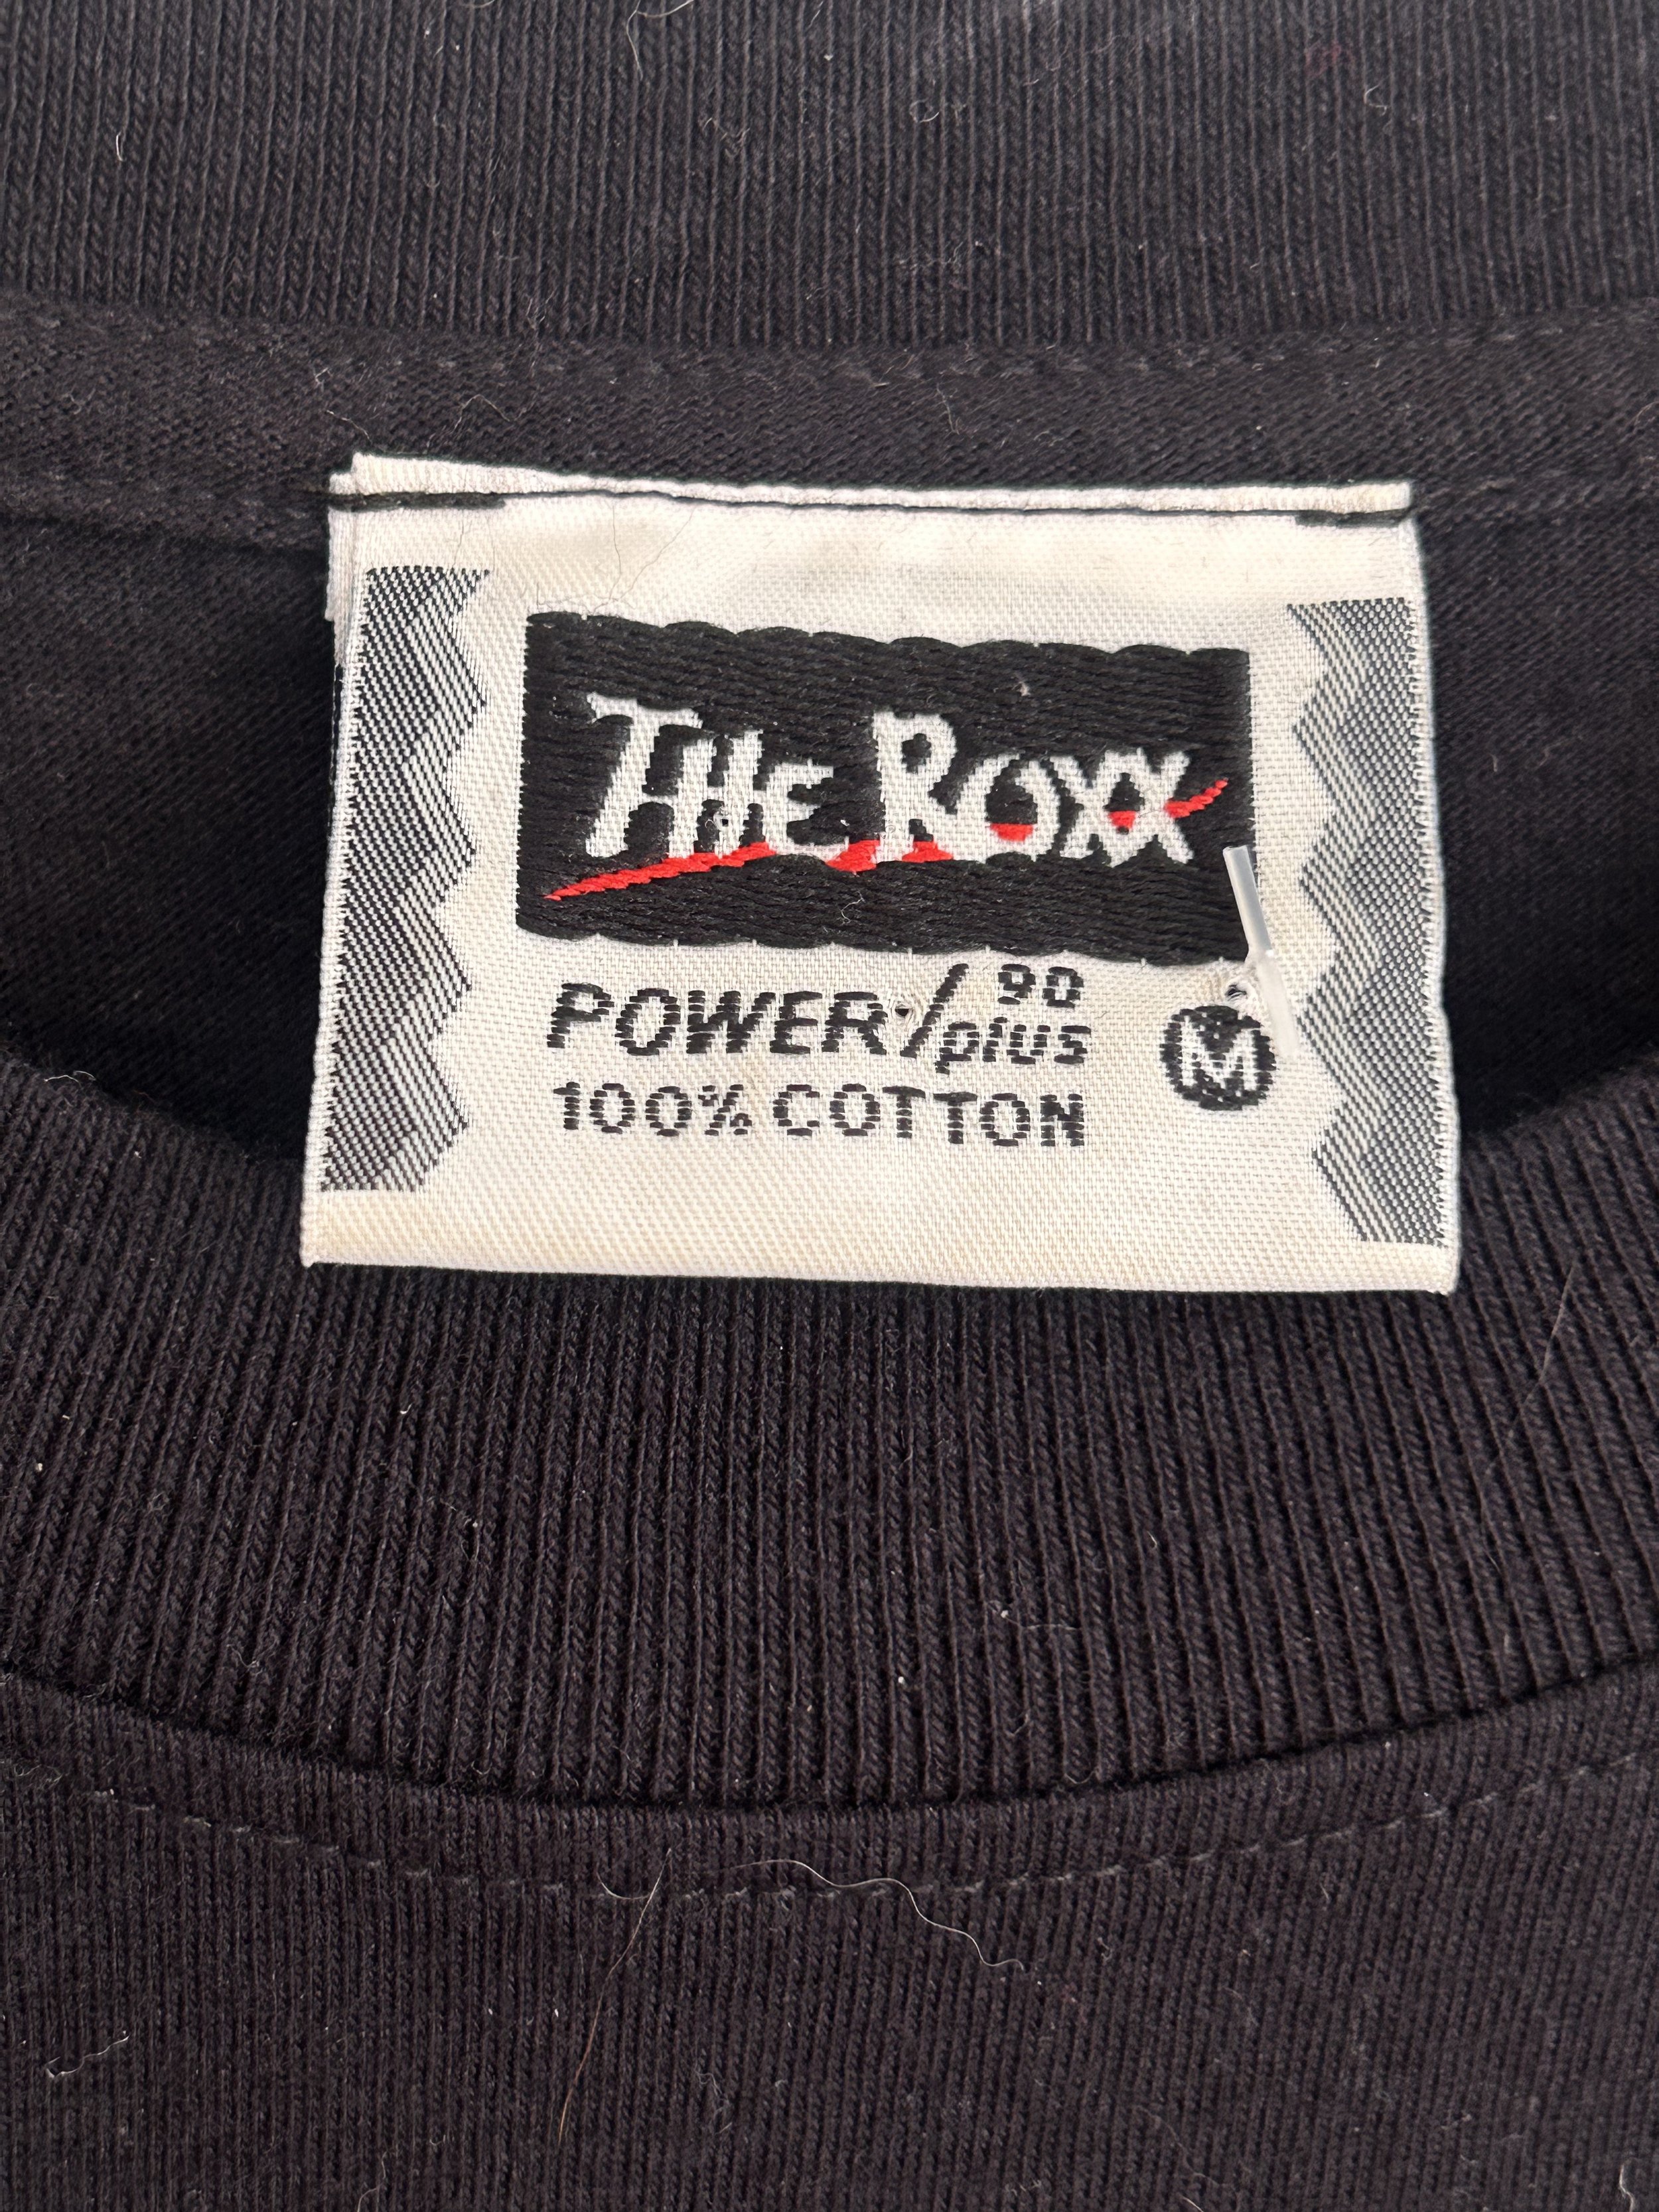 THE ROXX
POWER/90 plus
100% COTTON
M